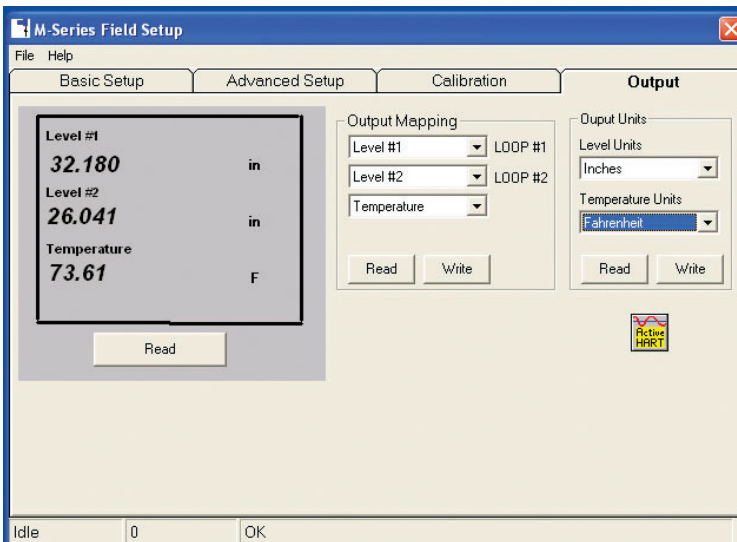 M-Series Field Setup
File Help
Basic Setup
Advanced Setup
Calibration
Output
Level #1
32.180 in
Level #2
26.041 in
Temperature
73.61 F
Read
Output Mapping
Level #1 LOOP #1
Level #2 LOOP #2
Temperature
Read Write
Ouput Units
Level Units
Inches
Temperature Units
Fahrenheit
Read Write
Active
HART
Idle 0 OK